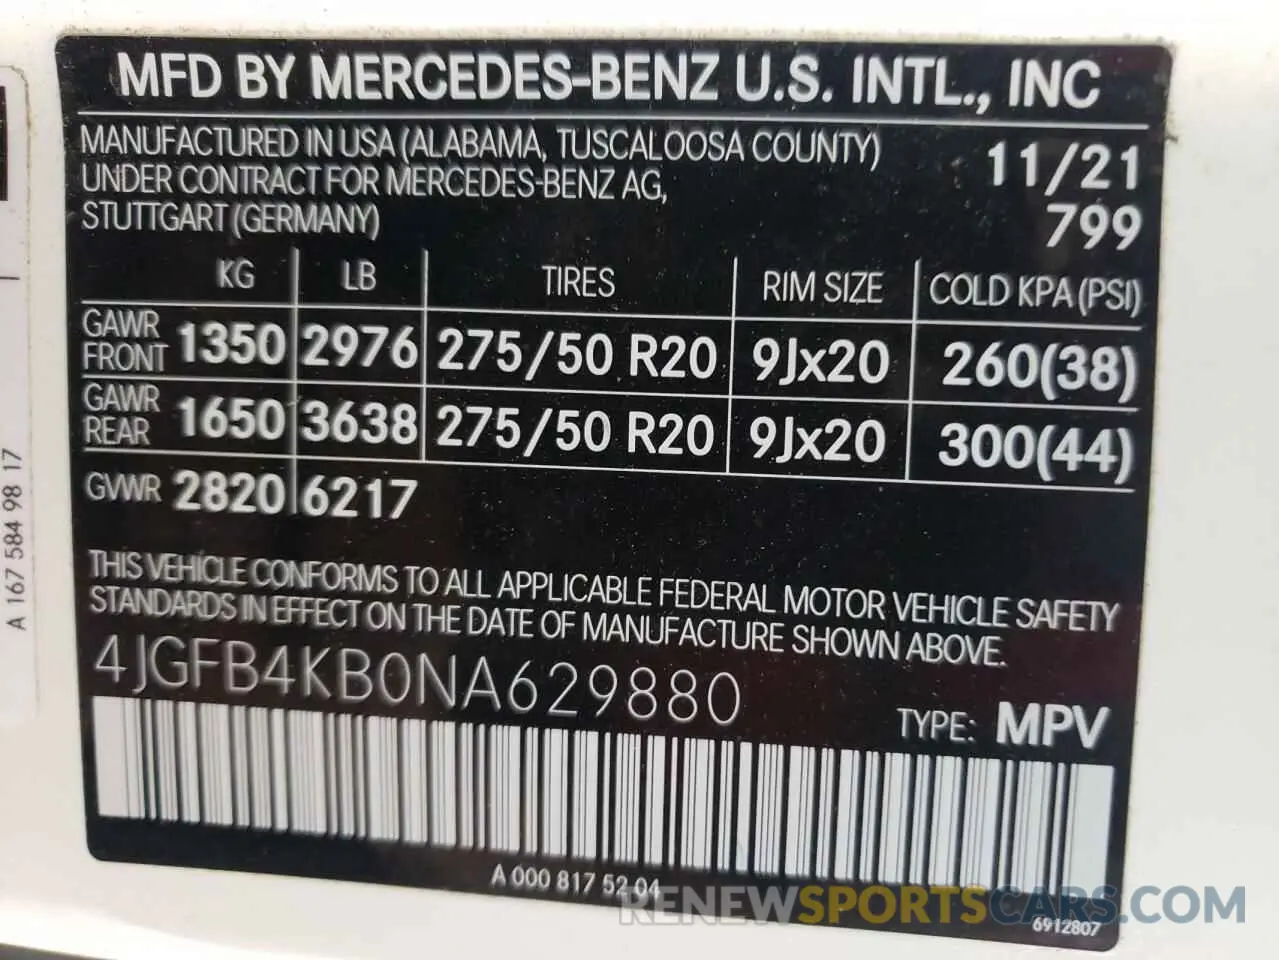 MFD BY MERCEDES-BENZ U.S. INTL., INC
MANUFACTURED IN USA (ALABAMA, TUSCALOOSA COUNTY)
UNDER CONTRACT FOR MERCEDES-BENZ AG,
STUTTGART (GERMANY)
11/21
799
KG LB TIRES RIM SIZE COLD KPA (PSI)
GAWR FRONT 1350 2976 275/50 R20 9Jx20 260(38)
GAWR REAR 1650 3638 275/50 R20 9Jx20 300(44)
GVWR 2820 6217
THIS VEHICLE CONFORMS TO ALL APPLICABLE FEDERAL MOTOR VEHICLE SAFETY
STANDARDS IN EFFECT ON THE DATE OF MANUFACTURE SHOWN ABOVE.
4JGFB4KB0NA629880
TYPE: MPV
A 000 817 52 04
6912807
A 167 584 98 17
RENEWSPORTSCARS.COM